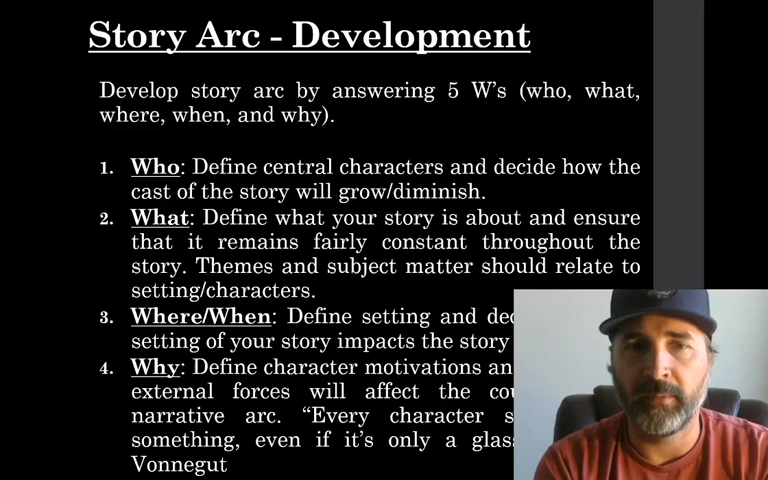 Story Arc - Development
Develop story arc by answering 5 W's (who, what,
where, when, and why).
1. Who: Define central characters and decide how the
cast of the story will grow/diminish.
2. What: Define what your story is about and ensure
that it remains fairly constant throughout the
story. Themes and subject matter should relate to
setting/characters.
3. Where/When: Define setting and
setting of your story impacts the story
4. Why: Define character motivations
external forces will affect the
narrative arc. “Every character
something, even if it's only a
Vonnegut